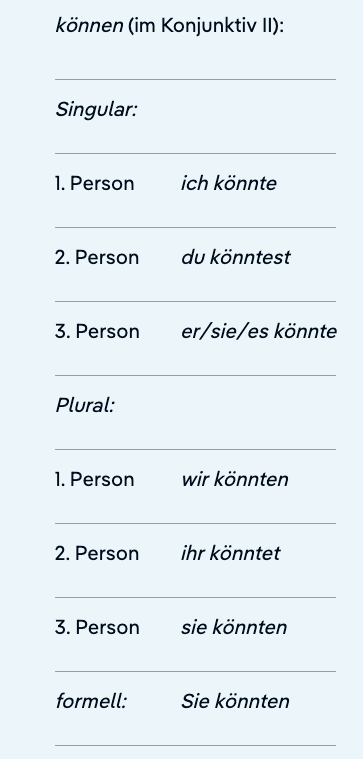 können (im Konjunktiv II):
Singular:
1. Person ich könnte
2. Person du könntest
3. Person er/sie/es könnte
Plural:
1. Person wir könnten
2. Person ihr könntet
3. Person sie könnten
formell: Sie könnten